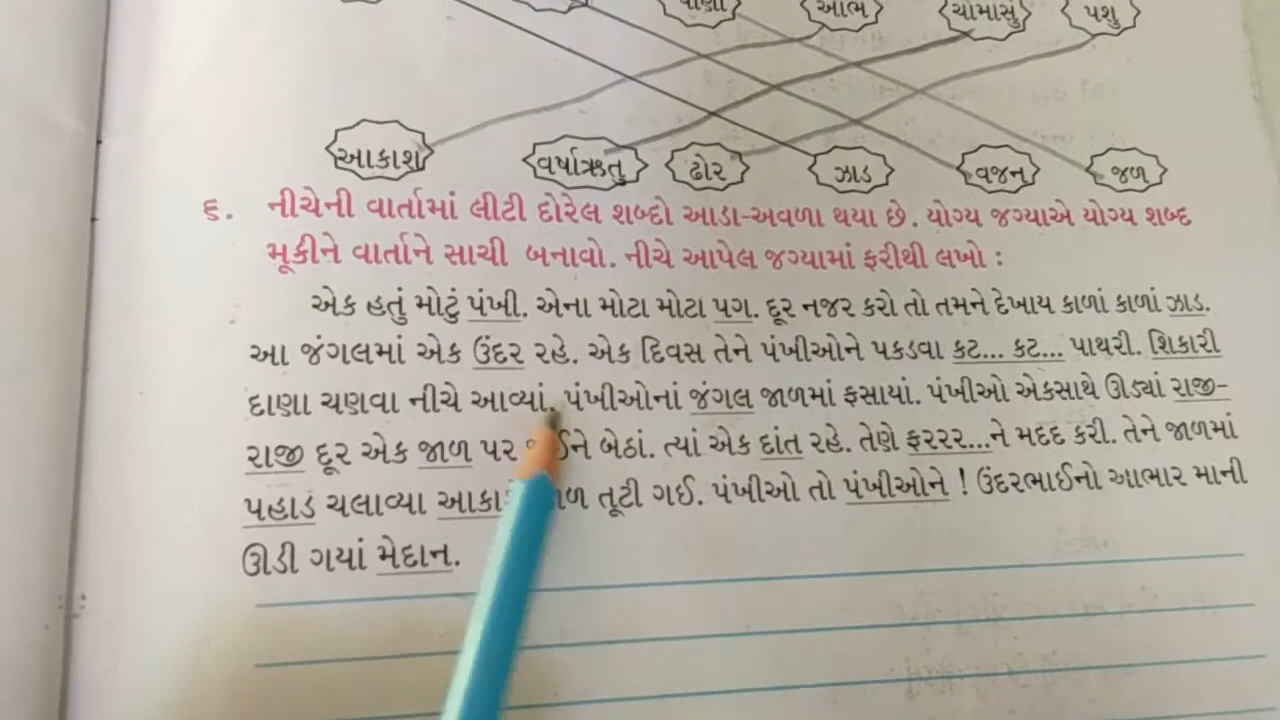 આભ ચોમાસું પશુ
આકાશ વર્ષાઋતુ ઢોર ઝાડ વજન જળ
૬. નીચેની વાર્તામાં લીટી દોરેલ શબ્દો આડા-અવળા થયા છે. યોગ્ય જગ્યાએ યોગ્ય શબ્દ
મૂકીને વાર્તાને સાચી બનાવો. નીચે આપેલ જગ્યામાં ફરીથી લખો :
એક હતું મોટું પંખી. એના મોટા મોટા પગ. દૂર નજર કરો તો તમને દેખાય કાળાં કાળાં ઝાડ.
આ જંગલમાં એક ઉંદર રહે. એક દિવસ તેને પંખીઓને પકડવા કટ... કટ... પાથરી. શિકારી
દાણા ચણવા નીચે આવ્યાં. પંખીઓનાં જંગલ જાળમાં ફસાયાં. પંખીઓ એકસાથે ઊડ્યાં રાજી-
રાજી દૂર એક જાળ પર બેઠાં. ત્યાં એક દાંત રહે. તેણે ફરરર...ને મદદ કરી. તેને જાળમાં
પહાડ ચલાવ્યા તૂટી ગઈ. પંખીઓ તો પંખીઓને ! ઉંદરભાઈનો આભાર માની
ઊડી ગયાં મેદાન.